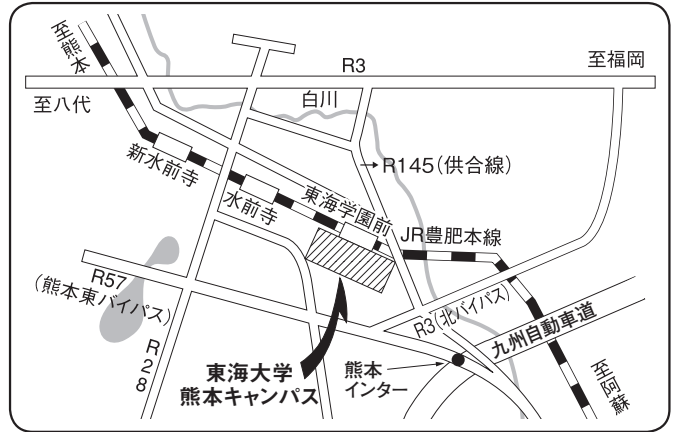 至熊本
R3
至福岡
至八代
白川
R145(供合線)
新水前寺
水前寺
東海学園前
JR豊肥本線
R57
(熊本東バイパス)
R3(北バイパス)
九州自動車道
R28
東海大学
熊本キャンパス
熊本
インター
至阿蘇